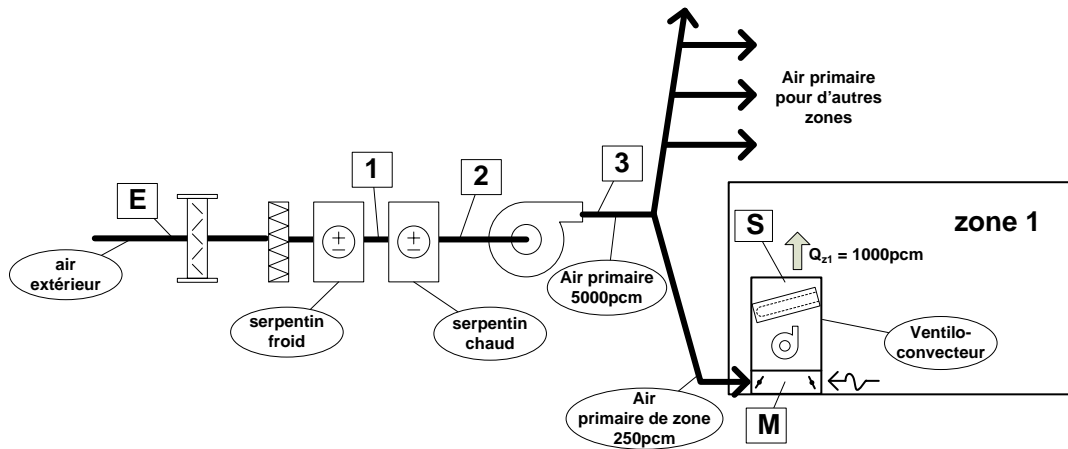 Air primaire
pour d'autres
zones
E
1
2
3
air
extérieur
serpentin
froid
serpentin
chaud
Air primaire
5000pcm
zone 1
S
Qz1 = 1000pcm
Ventilo-
convecteur
M
Air
primaire de zone
250pcm